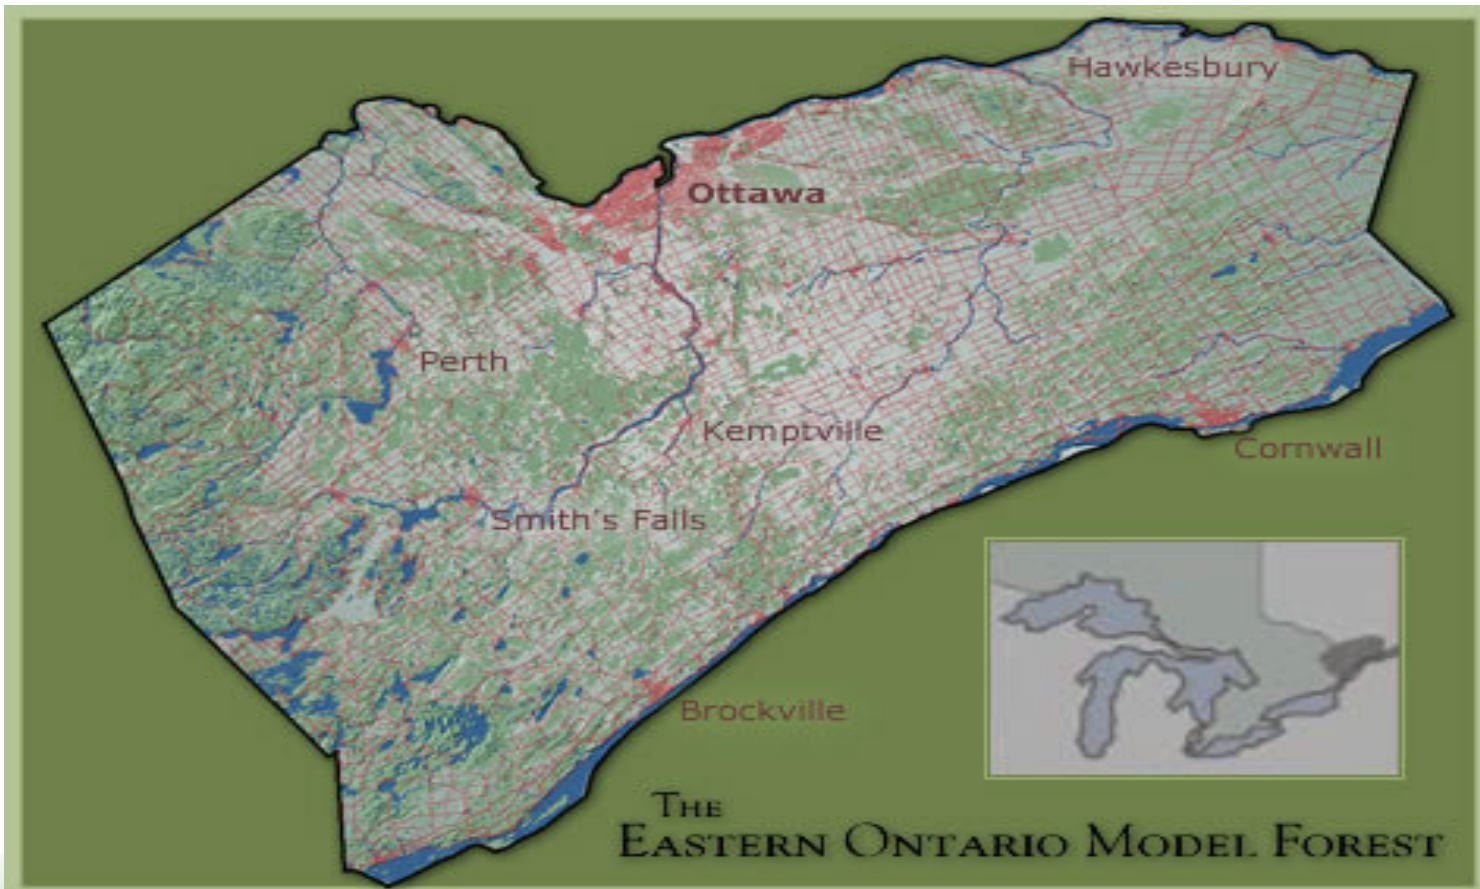 Hawkesbury
Ottawa
Perth
Kemptville
Cornwall
Smith's Falls
Brockville
THE
EASTERN ONTARIO MODEL FOREST